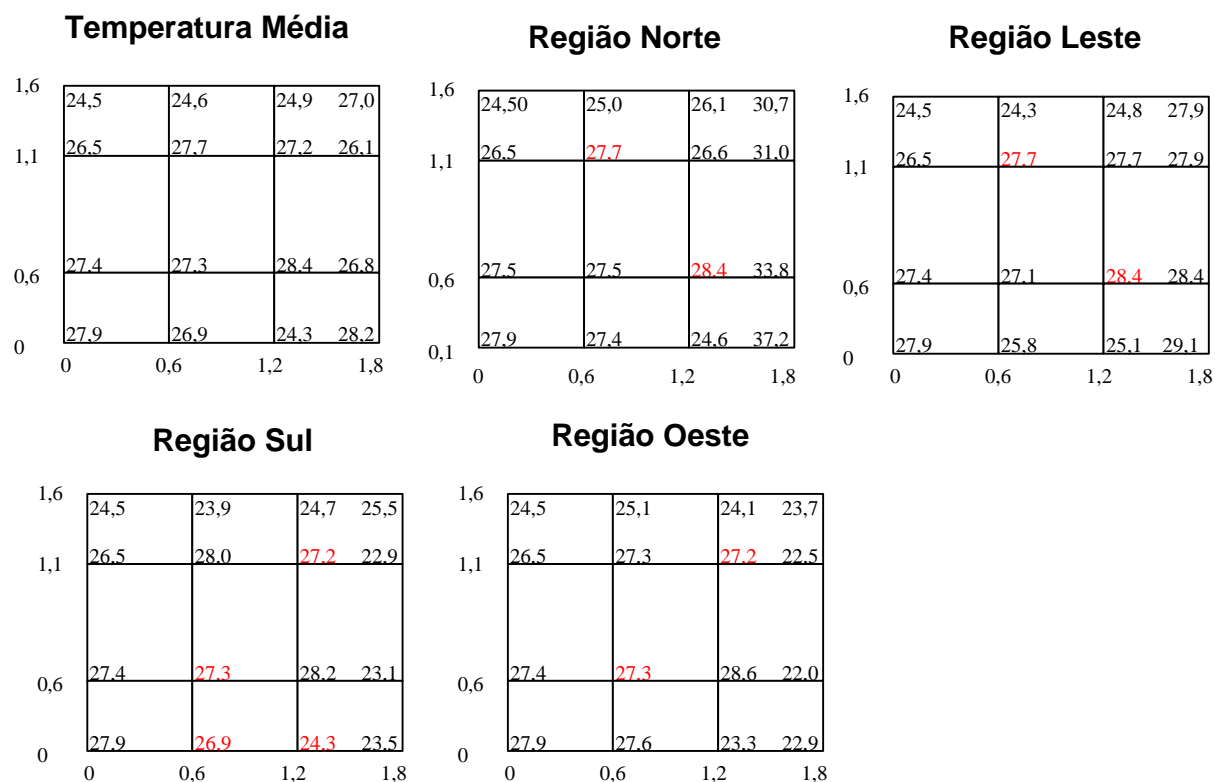 Temperatura Média
1,6 24,5 24,6 24,9 27,0
1,1 26,5 27,7 27,2 26,1
0,6 27,4 27,3 28,4 26,8
0 27,9 26,9 24,3 28,2
0 0,6 1,2 1,8
Região Norte
1,6 24,50 25,0 26,1 30,7
1,1 26,5 27,7 26,6 31,0
0,6 27,5 27,5 28,4 33,8
0,1 27,9 27,4 24,6 37,2
0 0,6 1,2 1,8
Região Leste
1,6 24,5 24,3 24,8 27,9
1,1 26,5 27,7 27,7 27,9
0,6 27,4 27,1 28,4 28,4
0 27,9 25,8 25,1 29,1
0 0,6 1,2 1,8
Região Sul
1,6 24,5 23,9 24,7 25,5
1,1 26,5 28,0 27,2 22,9
0,6 27,4 27,3 28,2 23,1
0 27,9 26,9 24,3 23,5
0 0,6 1,2 1,8
Região Oeste
1,6 24,5 25,1 24,1 23,7
1,1 26,5 27,3 27,2 22,5
0,6 27,4 27,3 28,6 22,0
0 27,9 27,6 23,3 22,9
0 0,6 1,2 1,8